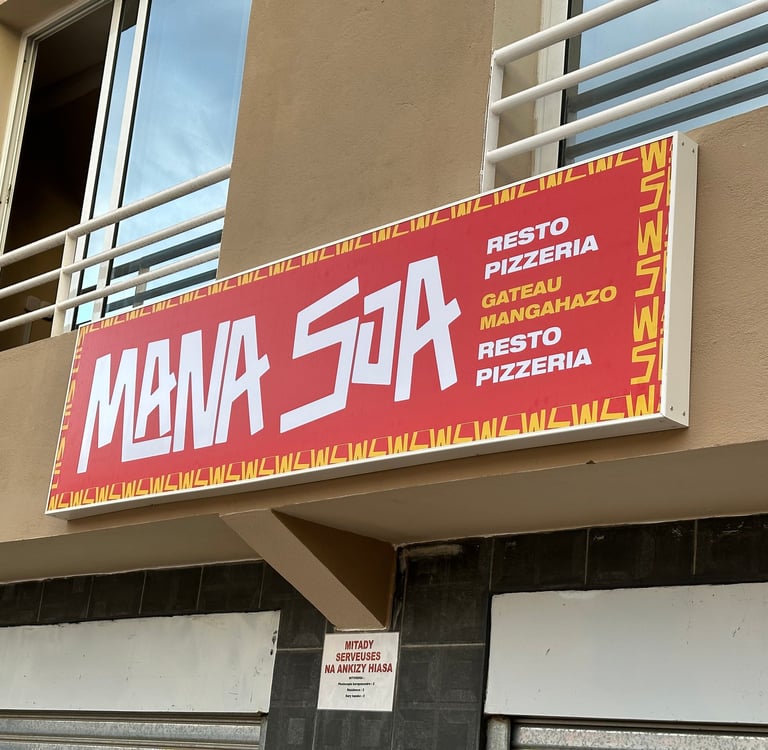 MANA SOA
RESTO
PIZZERIA
GATEAU
MANGAHAZO
RESTO
PIZZERIA
MITADY
SERVEUSES
NA ANKIZY HIASA